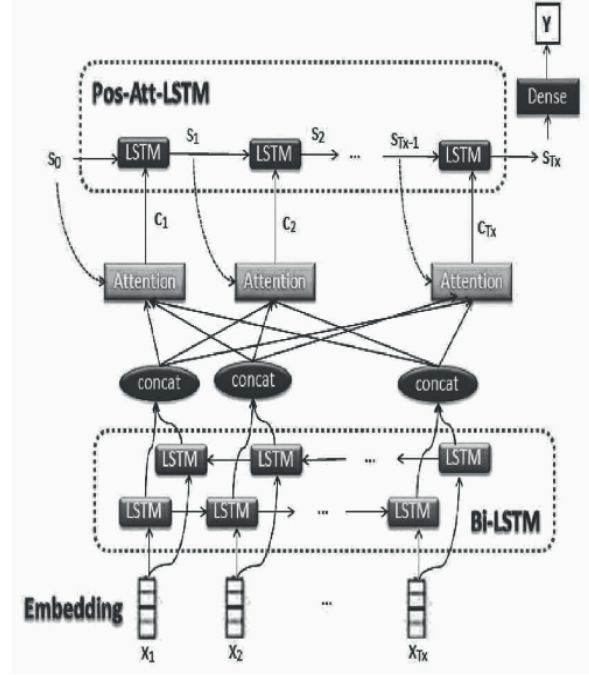 Y
Dense
Pos-Att-LSTM
S0 LSTM S1 LSTM S2 ... STx-1 LSTM STx
C1 C2 CTx
Attention Attention Attention
concat concat concat
LSTM LSTM ... LSTM
LSTM LSTM ... LSTM
Bi-LSTM
Embedding
...
X1 X2 XTx